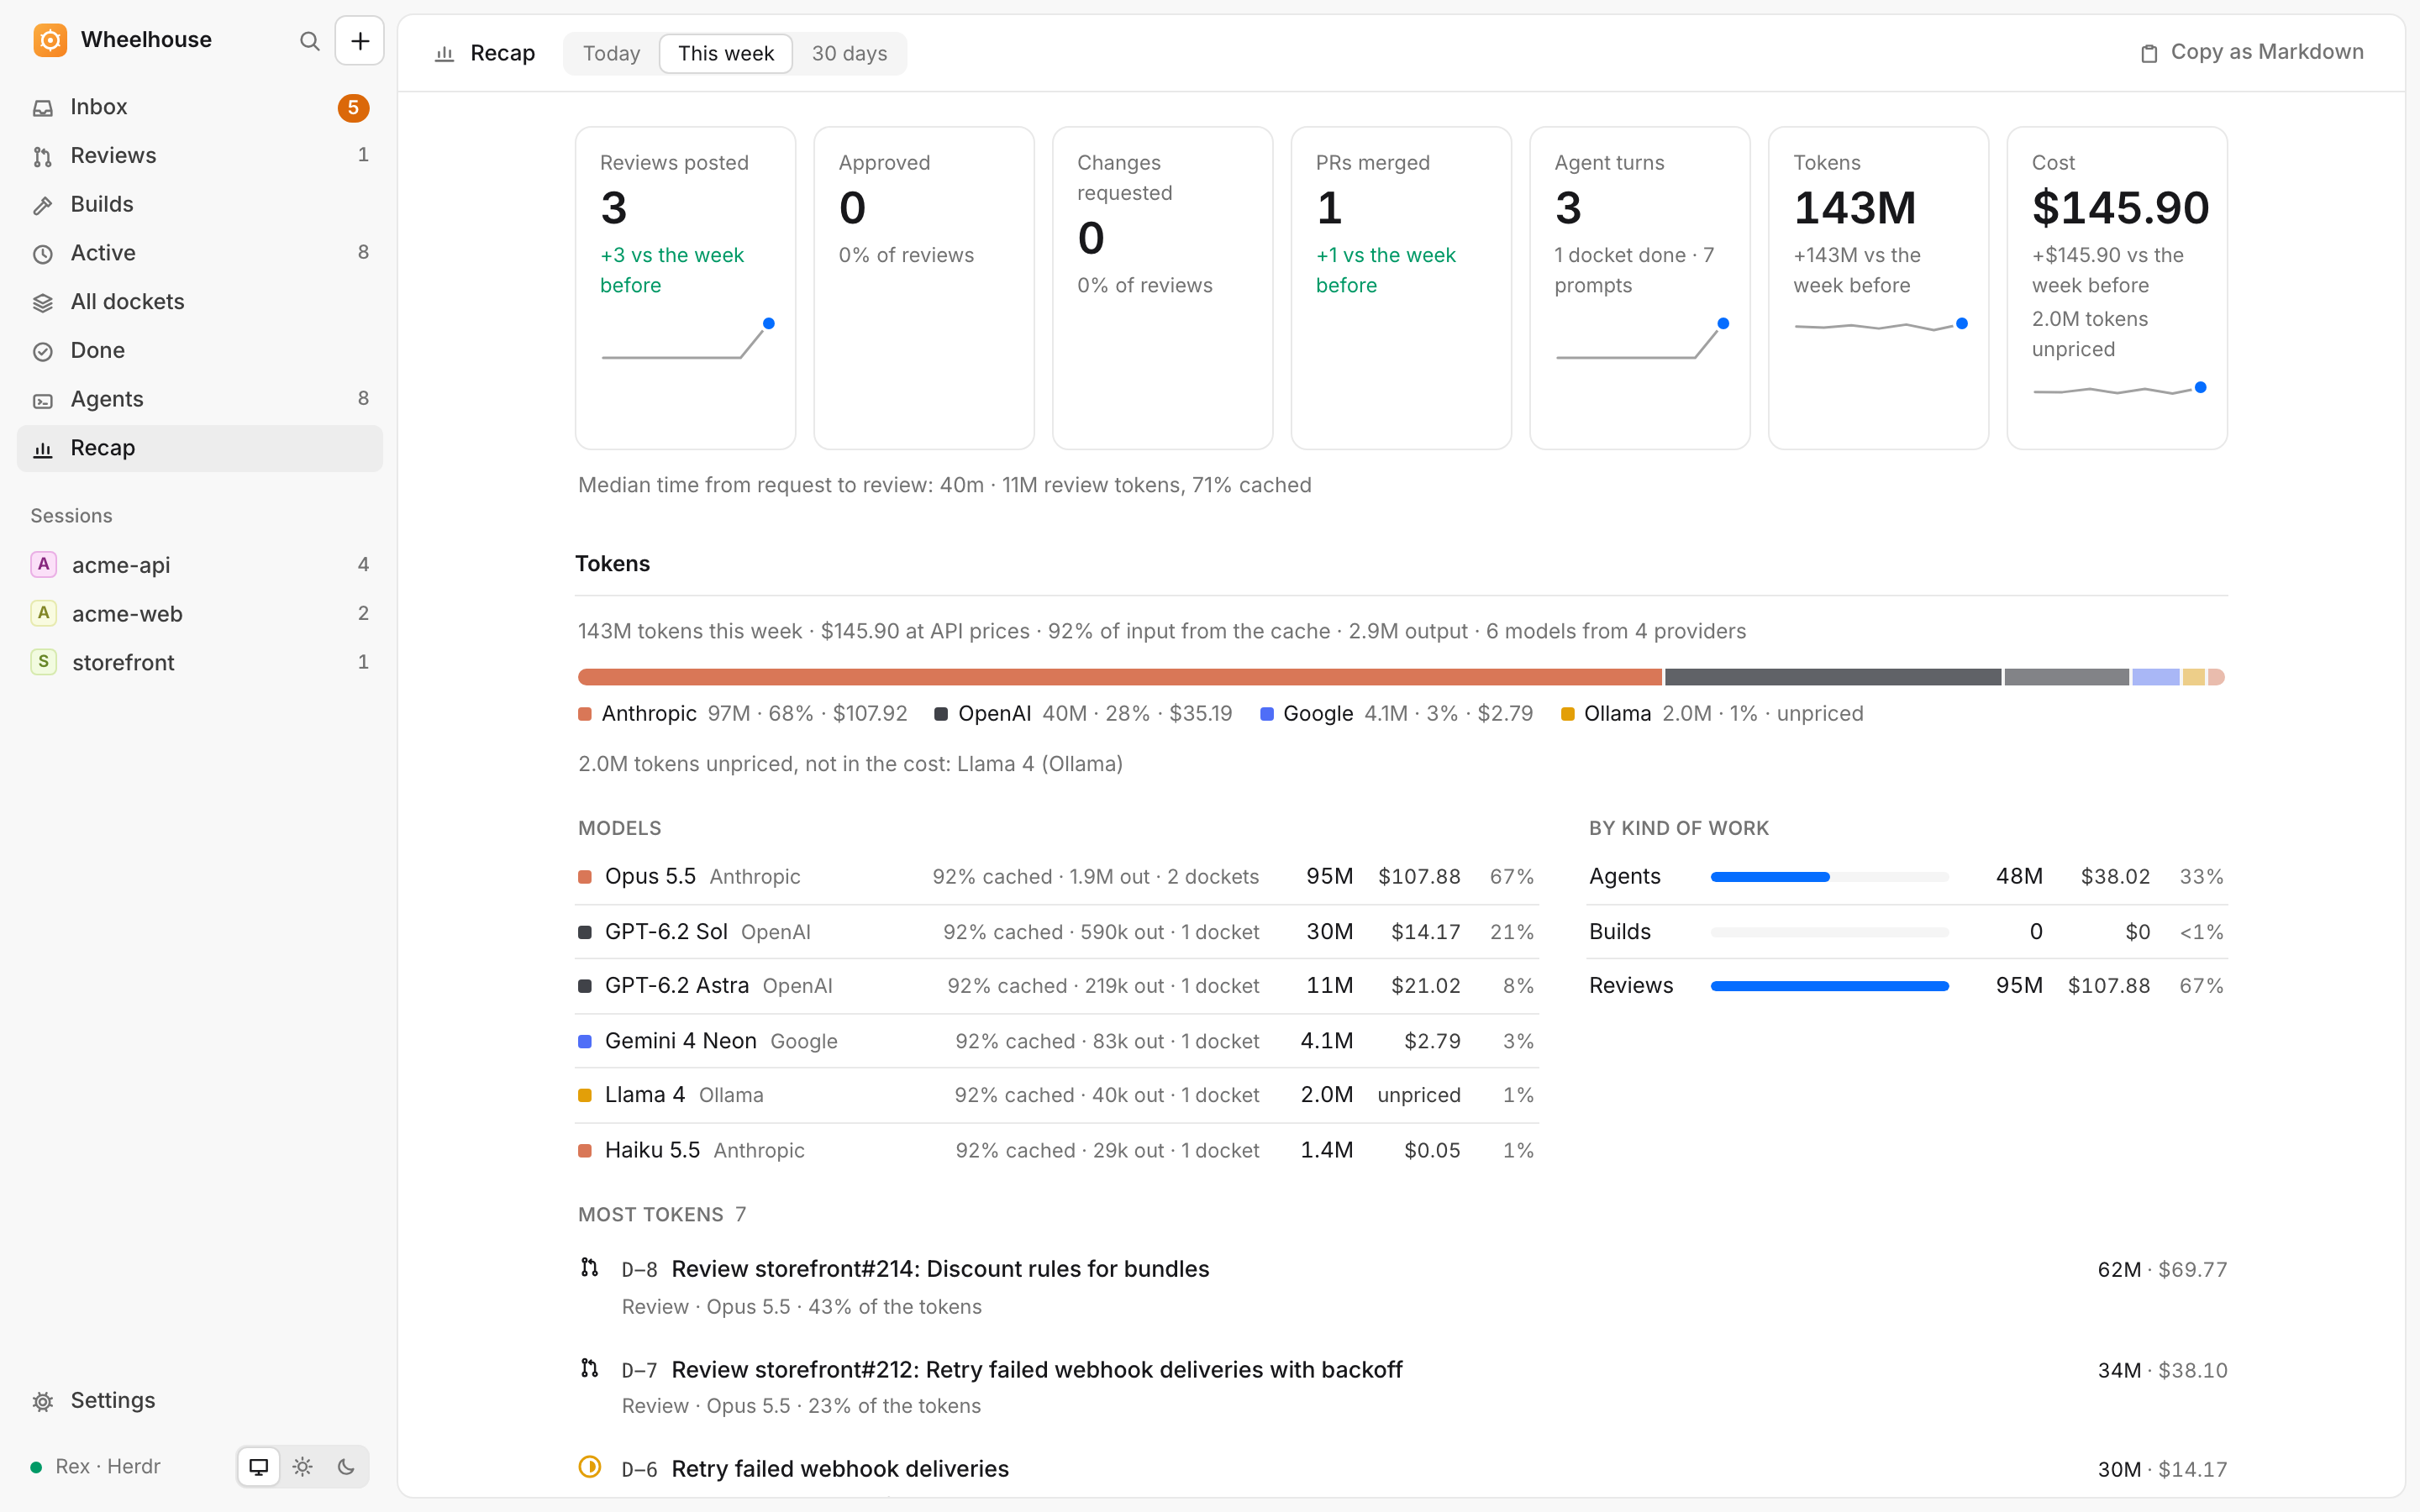 Wheelhouse
Inbox 5
Reviews 1
Builds
Active 8
All dockets
Done
Agents 8
Recap
Sessions
A acme-api 4
A acme-web 2
S storefront 1
Settings
Rex · Herdr
Recap Today This week 30 days Copy as Markdown
Reviews posted
3
+3 vs the week
before
Approved
0
0% of reviews
Changes
requested
0
0% of reviews
PRs merged
1
+1 vs the week
before
Agent turns
3
1 docket done · 7
prompts
Tokens
143M
+143M vs the
week before
Cost
$145.90
+$145.90 vs the
week before
2.0M tokens
unpriced
Median time from request to review: 40m · 11M review tokens, 71% cached
Tokens
143M tokens this week · $145.90 at API prices · 92% of input from the cache · 2.9M output · 6 models from 4 providers
Anthropic 97M · 68% · $107.92 OpenAI 40M · 28% · $35.19 Google 4.1M · 3% · $2.79 Ollama 2.0M · 1% · unpriced
2.0M tokens unpriced, not in the cost: Llama 4 (Ollama)
MODELS
Opus 5.5 Anthropic 92% cached · 1.9M out · 2 dockets 95M $107.88 67%
GPT-6.2 Sol OpenAI 92% cached · 590k out · 1 docket 30M $14.17 21%
GPT-6.2 Astra OpenAI 92% cached · 219k out · 1 docket 11M $21.02 8%
Gemini 4 Neon Google 92% cached · 83k out · 1 docket 4.1M $2.79 3%
Llama 4 Ollama 92% cached · 40k out · 1 docket 2.0M unpriced 1%
Haiku 5.5 Anthropic 92% cached · 29k out · 1 docket 1.4M $0.05 1%
BY KIND OF WORK
Agents 48M $38.02 33%
Builds 0 $0 <1%
Reviews 95M $107.88 67%
MOST TOKENS 7
D-8 Review storefront#214: Discount rules for bundles 62M · $69.77
Review · Opus 5.5 · 43% of the tokens
D-7 Review storefront#212: Retry failed webhook deliveries with backoff 34M · $38.10
Review · Opus 5.5 · 23% of the tokens
D-6 Retry failed webhook deliveries 30M · $14.17